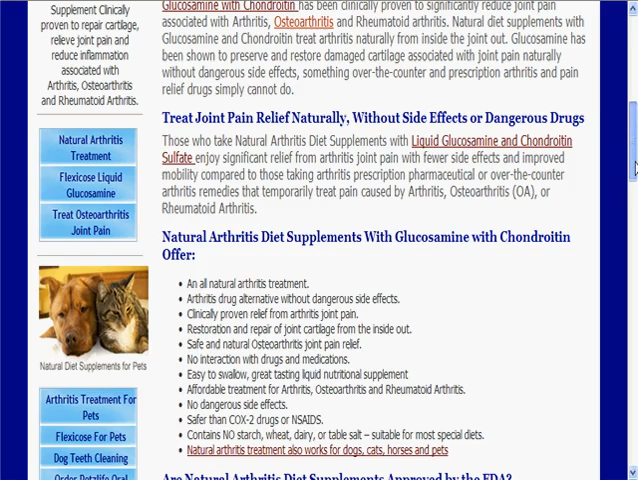 Supplement Clinically
proven to repair cartilage,
relieve joint pain and
reduce inflammation
associated with
Arthritis, Osteoarthritis
and Rheumatoid Arthritis.
Natural Arthritis
Treatment
Flexicose Liquid
Glucosamine
Treat Osteoarthritis
Joint Pain
Natural Diet Supplements for Pets
Arthritis Treatment For
Pets
Flexicose For Pets
Dog Teeth Cleaning
Order Petzlife Oral
Glucosamine with Chondroitin has been clinically proven to significantly reduce joint pain
associated with Arthritis, Osteoarthritis and Rheumatoid arthritis. Natural diet supplements with
Glucosamine and Chondroitin treat arthritis naturally from inside the joint out. Glucosamine has
been shown to preserve and restore damaged cartilage associated with joint pain naturally
without dangerous side effects, something over-the-counter and prescription arthritis and pain
relief drugs simply cannot do.
Treat Joint Pain Relief Naturally, Without Side Effects or Dangerous Drugs
Those who take Natural Arthritis Diet Supplements with Liquid Glucosamine and Chondroitin
Sulfate enjoy significant relief from arthritis joint pain with fewer side effects and improved
mobility compared to those taking arthritis prescription pharmaceutical or over-the-counter
arthritis remedies that temporarily treat pain caused by Arthritis, Osteoarthritis (OA), or
Rheumatoid Arthritis.
Natural Arthritis Diet Supplements With Glucosamine with Chondroitin
Offer:
• An all natural arthritis treatment.
• Arthritis drug alternative without dangerous side effects.
• Clinically proven relief from arthritis joint pain.
• Restoration and repair of joint cartilage from the inside out.
• Safe and natural Osteoarthritis joint pain relief.
• No interaction with drugs and medications.
• Easy to swallow, great tasting liquid nutritional supplement
• Affordable treatment for Arthritis, Osteoarthritis and Rheumatoid Arthritis.
• No dangerous side effects.
• Safer than COX-2 drugs or NSAIDS.
• Contains NO starch, wheat, dairy, or table salt – suitable for most special diets.
• Natural arthritis treatment also works for dogs, cats, horses and pets
Are Natural Arthritis Diet Supplements Approved by the FDA?